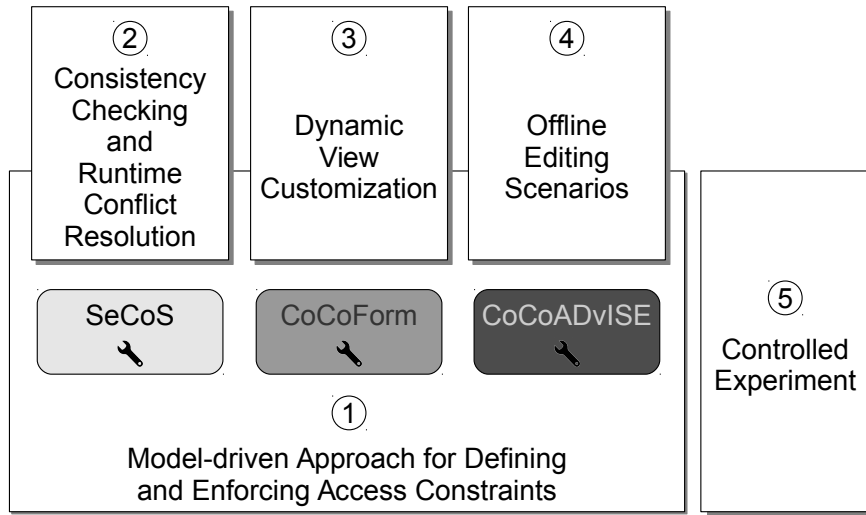 ②
Consistency
Checking
and
Runtime
Conflict
Resolution
③
Dynamic
View
Customization
④
Offline
Editing
Scenarios
SeCoS
CoCoForm
CoCoADvISE
①
Model-driven Approach for Defining
and Enforcing Access Constraints
⑤
Controlled
Experiment